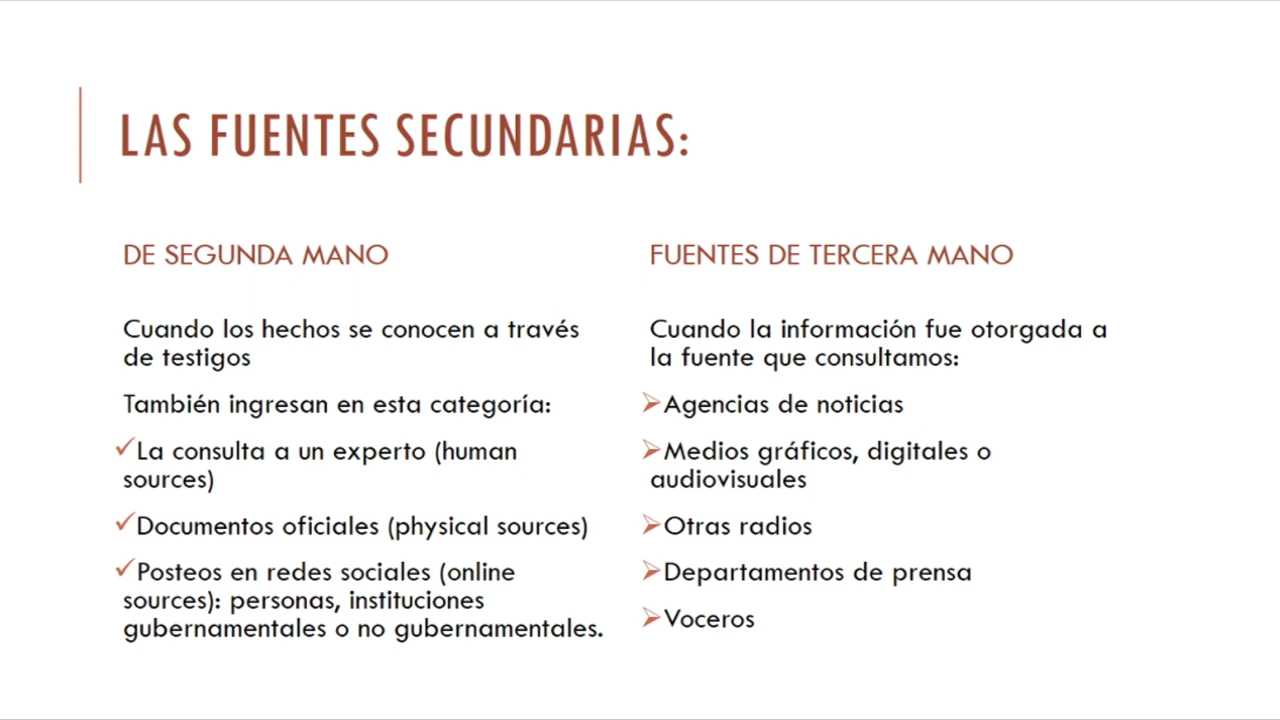 LAS FUENTES SECUNDARIAS:
DE SEGUNDA MANO
Cuando los hechos se conocen a través
de testigos
También ingresan en esta categoría:
La consulta a un experto (human
sources)
Documentos oficiales (physical sources)
Posteos en redes sociales (online
sources): personas, instituciones
gubernamentales o no gubernamentales.
FUENTES DE TERCERA MANO
Cuando la información fue otorgada a
la fuente que consultamos:
Agencias de noticias
Medios gráficos, digitales o
audiovisuales
Otras radios
Departamentos de prensa
Voceros